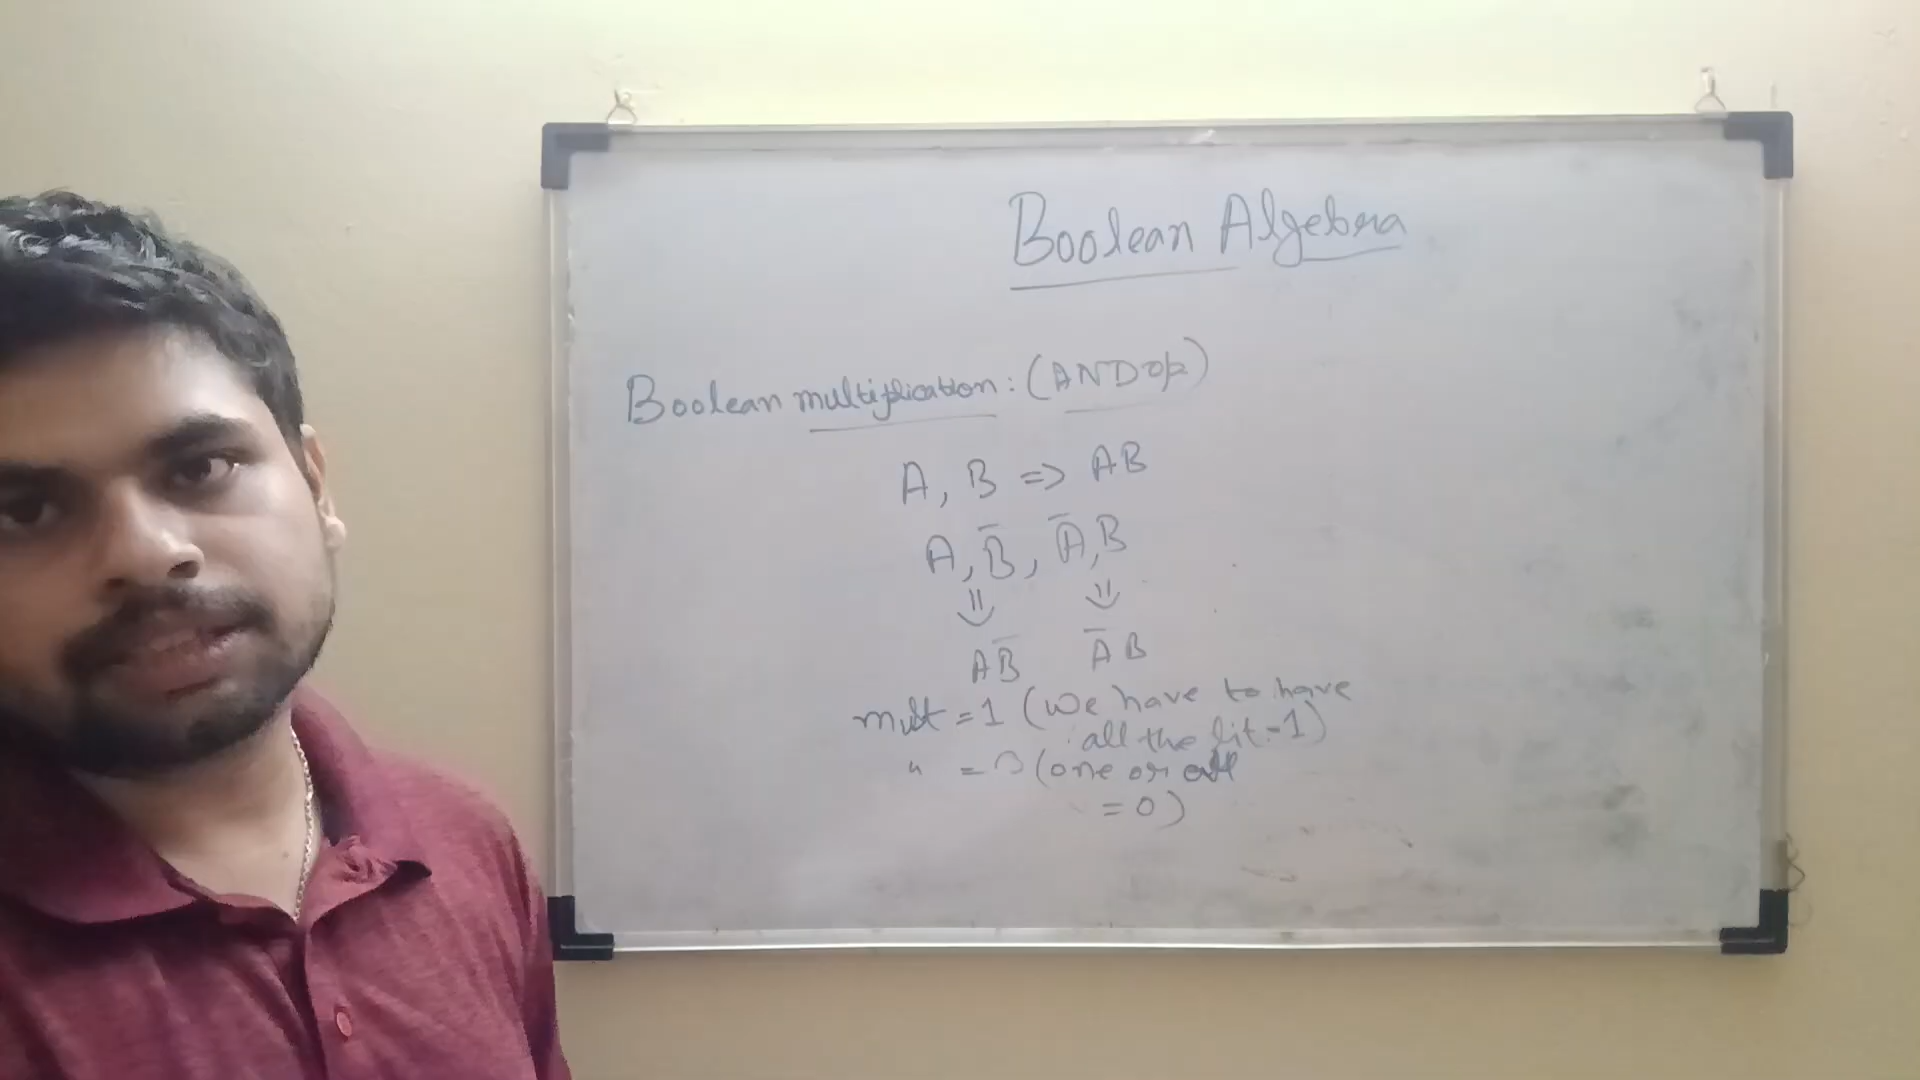 Boolean Algebra
Boolean multiplication: (AND op)
A, B => AB
A, B̅, A̅, B
⇓ ⇓
AB̅ A̅B
mult = 1 (we have to have
all the lit. = 1)
" = 0 (one or all
= 0)